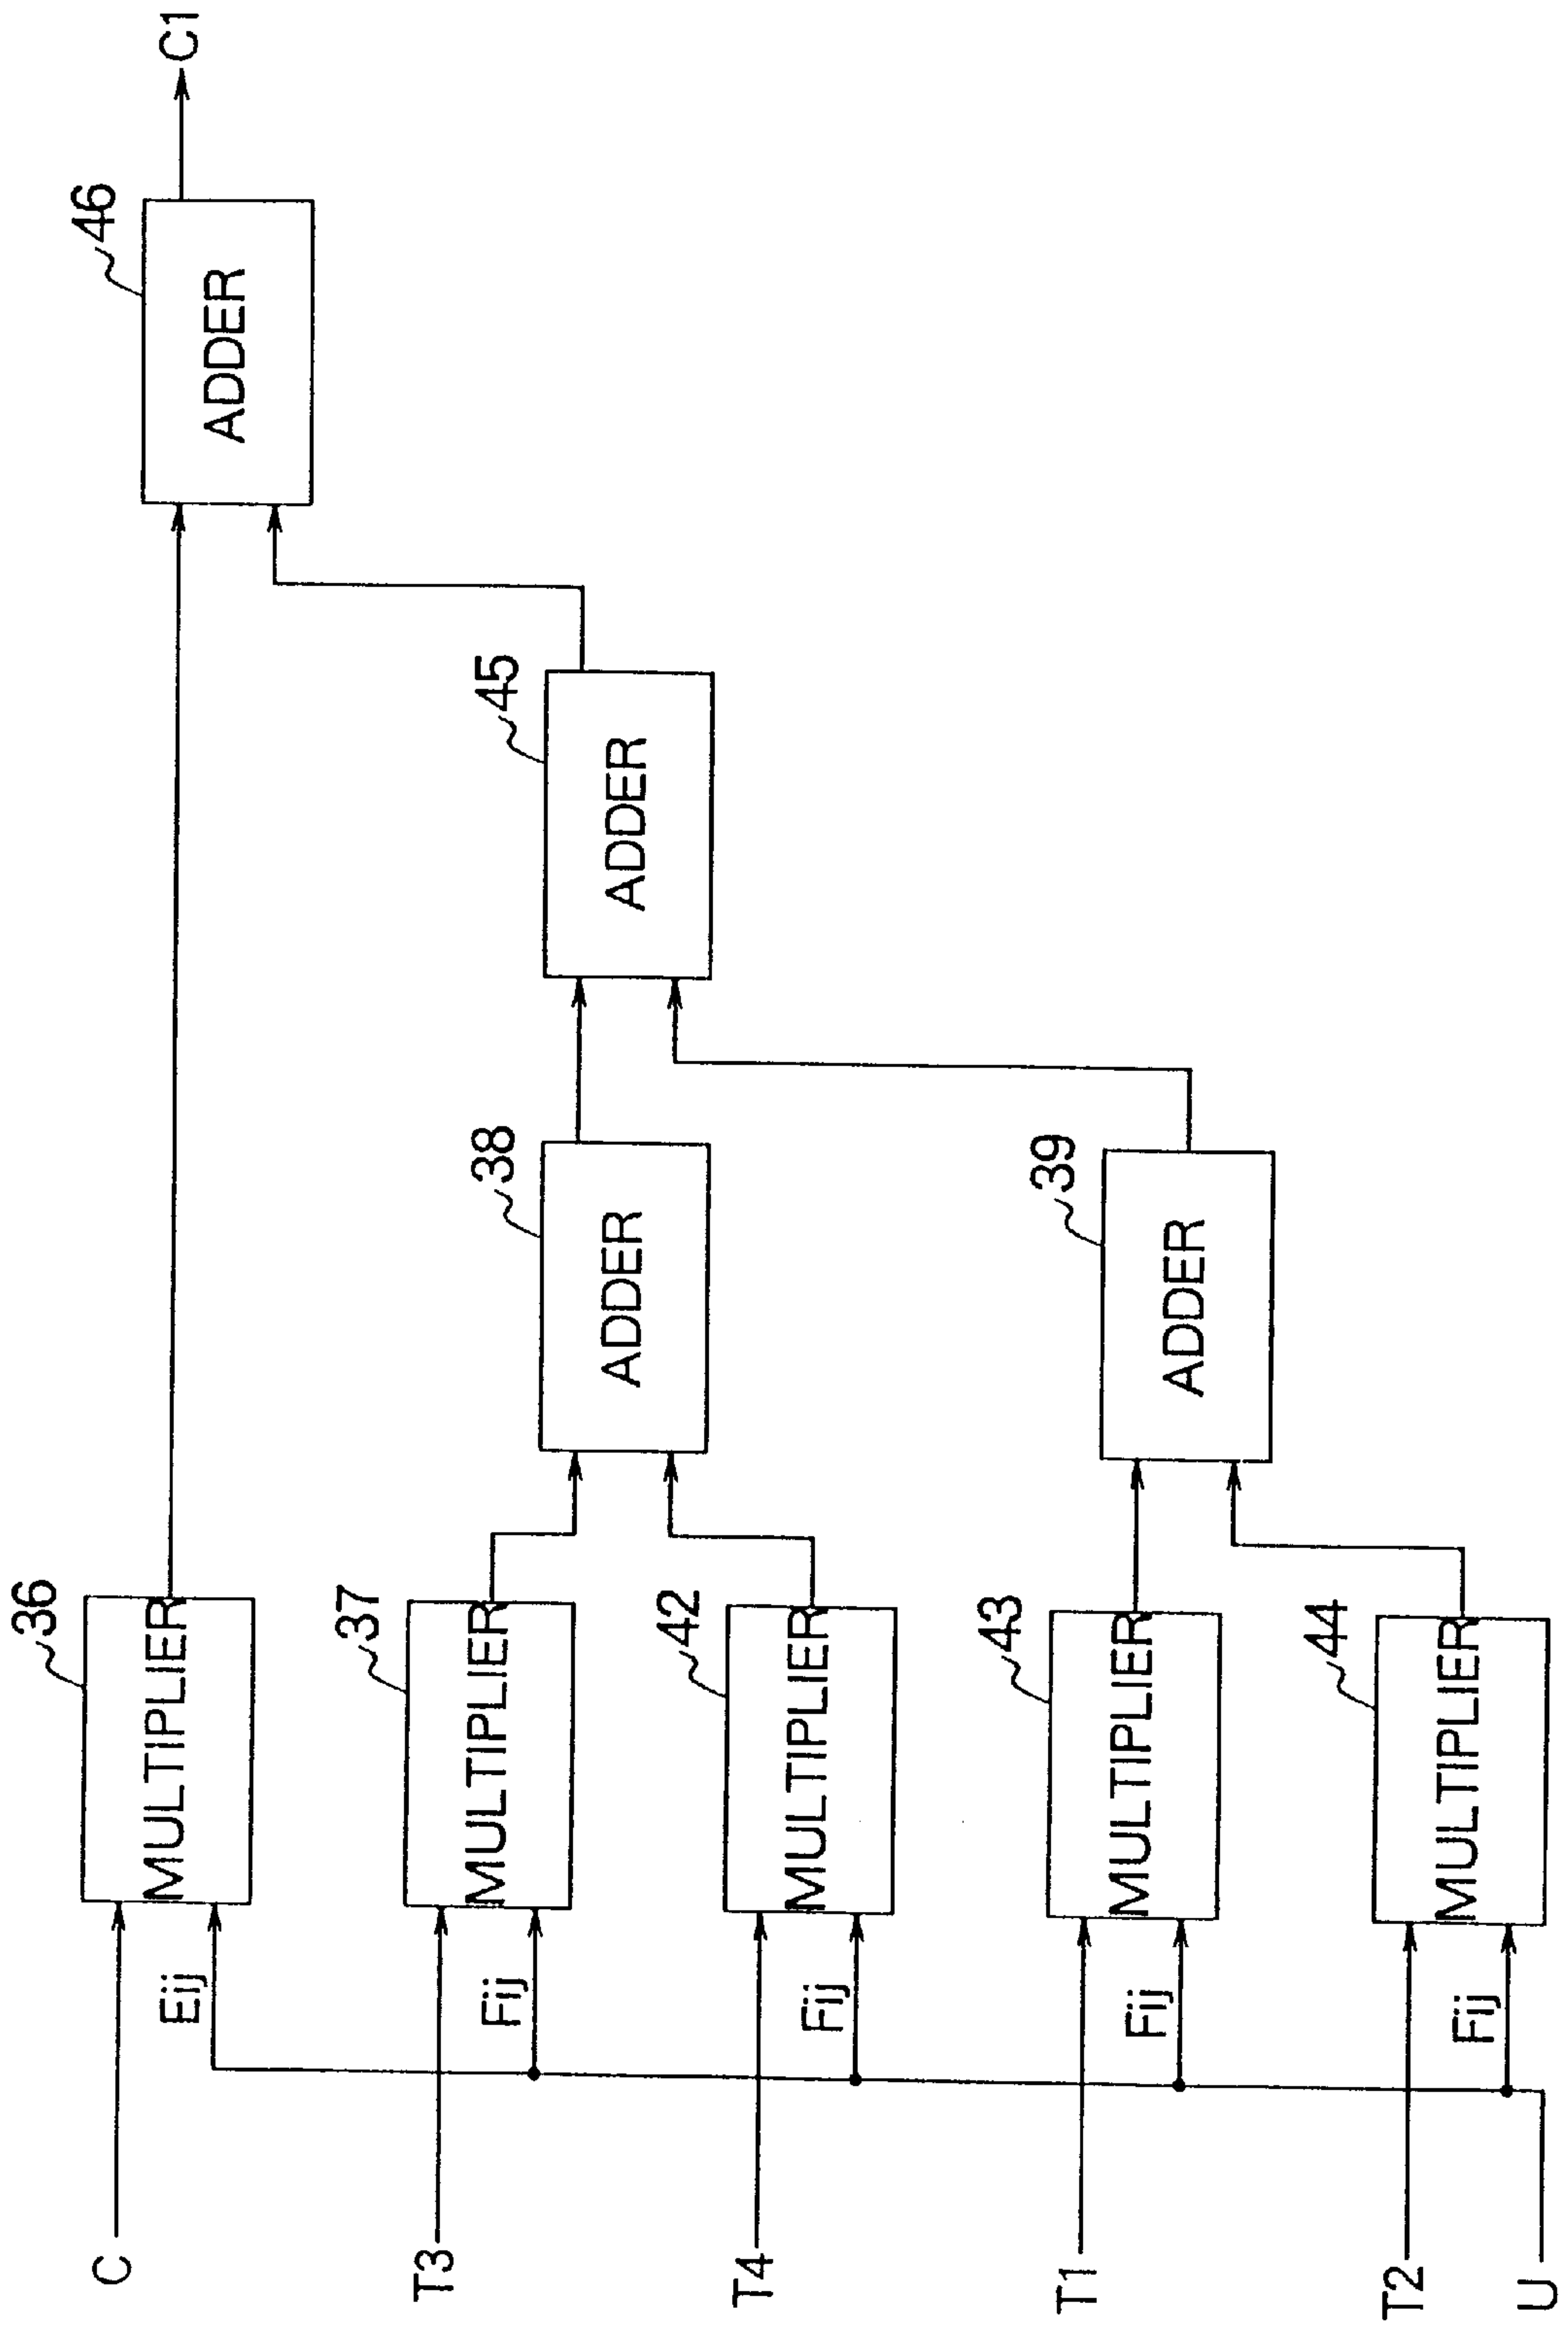 C
Eij
36
MULTIPLIER
46
ADDER
C1
T3
Fij
37
MULTIPLIER
38
ADDER
45
ADDER
T4
Fij
42
MULTIPLIER
T1
Fij
43
MULTIPLIER
39
ADDER
T2
Fij
44
MULTIPLIER
U